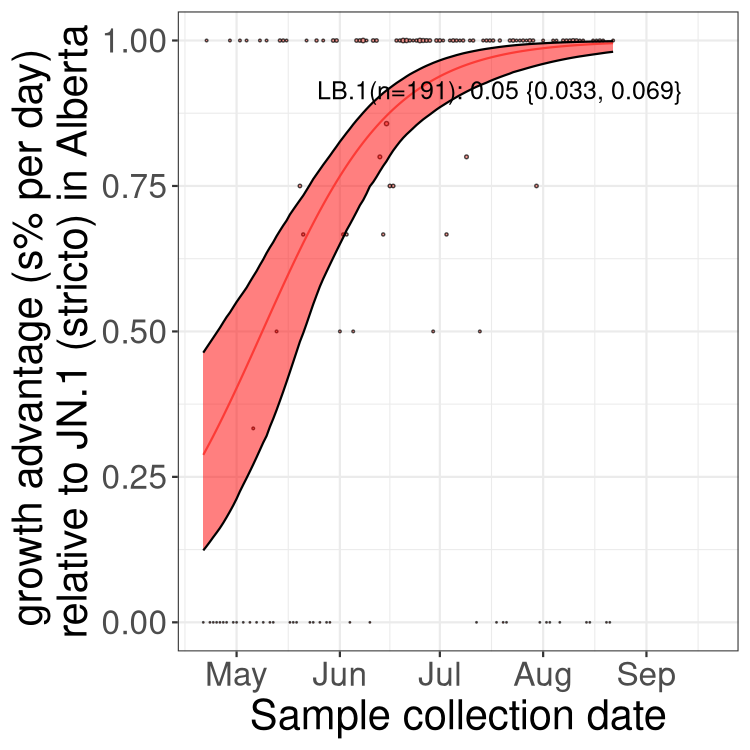 growth advantage (s% per day)
relative to JN.1 (stricto) in Alberta
1.00
0.75
0.50
0.25
0.00
LB.1(n=191): 0.05 {0.033, 0.069}
May Jun Jul Aug Sep
Sample collection date